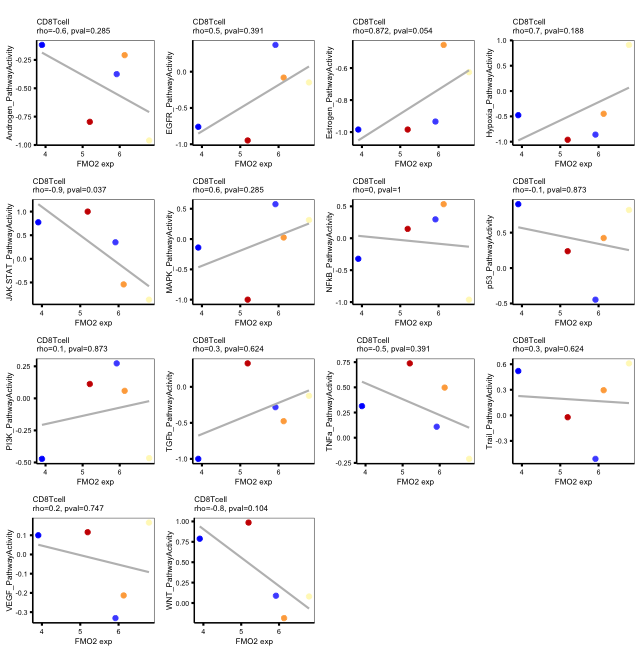 CD8Tcell
rho=-0.6, pval=0.285
Androgen_PathwayActivity
-0.25
-0.50
-0.75
-1.00
4
5
6
FMO2 exp
CD8Tcell
rho=0.5, pval=0.391
EGFR_PathwayActivity
0.0
-0.5
-1.0
4
5
6
FMO2 exp
CD8Tcell
rho=0.872, pval=0.054
Estrogen_PathwayActivity
-0.6
-0.8
-1.0
4
5
6
FMO2 exp
CD8Tcell
rho=0.7, pval=0.188
Hypoxia_PathwayActivity
1.0
0.5
0.0
-0.5
-1.0
4
5
6
FMO2 exp
CD8Tcell
rho=-0.9, pval=0.037
JAK.STAT_PathwayActivity
1.0
0.5
0.0
-0.5
4
5
6
FMO2 exp
CD8Tcell
rho=0.6, pval=0.285
MAPK_PathwayActivity
0.5
0.0
-0.5
-1.0
4
5
6
FMO2 exp
CD8Tcell
rho=0, pval=1
NFkB_PathwayActivity
0.5
0.0
-0.5
-1.0
4
5
6
FMO2 exp
CD8Tcell
rho=-0.1, pval=0.873
p53_PathwayActivity
0.5
0.0
-0.5
4
5
6
FMO2 exp
CD8Tcell
rho=0.1, pval=0.873
PI3K_PathwayActivity
0.25
0.00
-0.25
-0.50
4
5
6
FMO2 exp
CD8Tcell
rho=0.3, pval=0.624
TGFb_PathwayActivity
0.0
-0.5
-1.0
4
5
6
FMO2 exp
CD8Tcell
rho=-0.5, pval=0.391
TNFa_PathwayActivity
0.75
0.50
0.25
0.00
-0.25
4
5
6
FMO2 exp
CD8Tcell
rho=0.3, pval=0.624
Trail_PathwayActivity
0.6
0.3
0.0
-0.3
4
5
6
FMO2 exp
CD8Tcell
rho=0.2, pval=0.747
VEGF_PathwayActivity
0.1
0.0
-0.1
-0.2
-0.3
4
5
6
FMO2 exp
CD8Tcell
rho=-0.8, pval=0.104
WNT_PathwayActivity
1.00
0.75
0.50
0.25
0.00
4
5
6
FMO2 exp